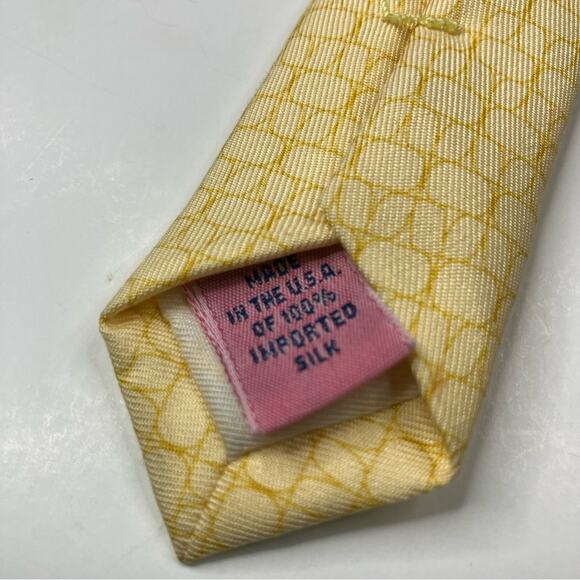 MADE
IN THE U.S.A.
OF 100%
IMPORTED
SILK